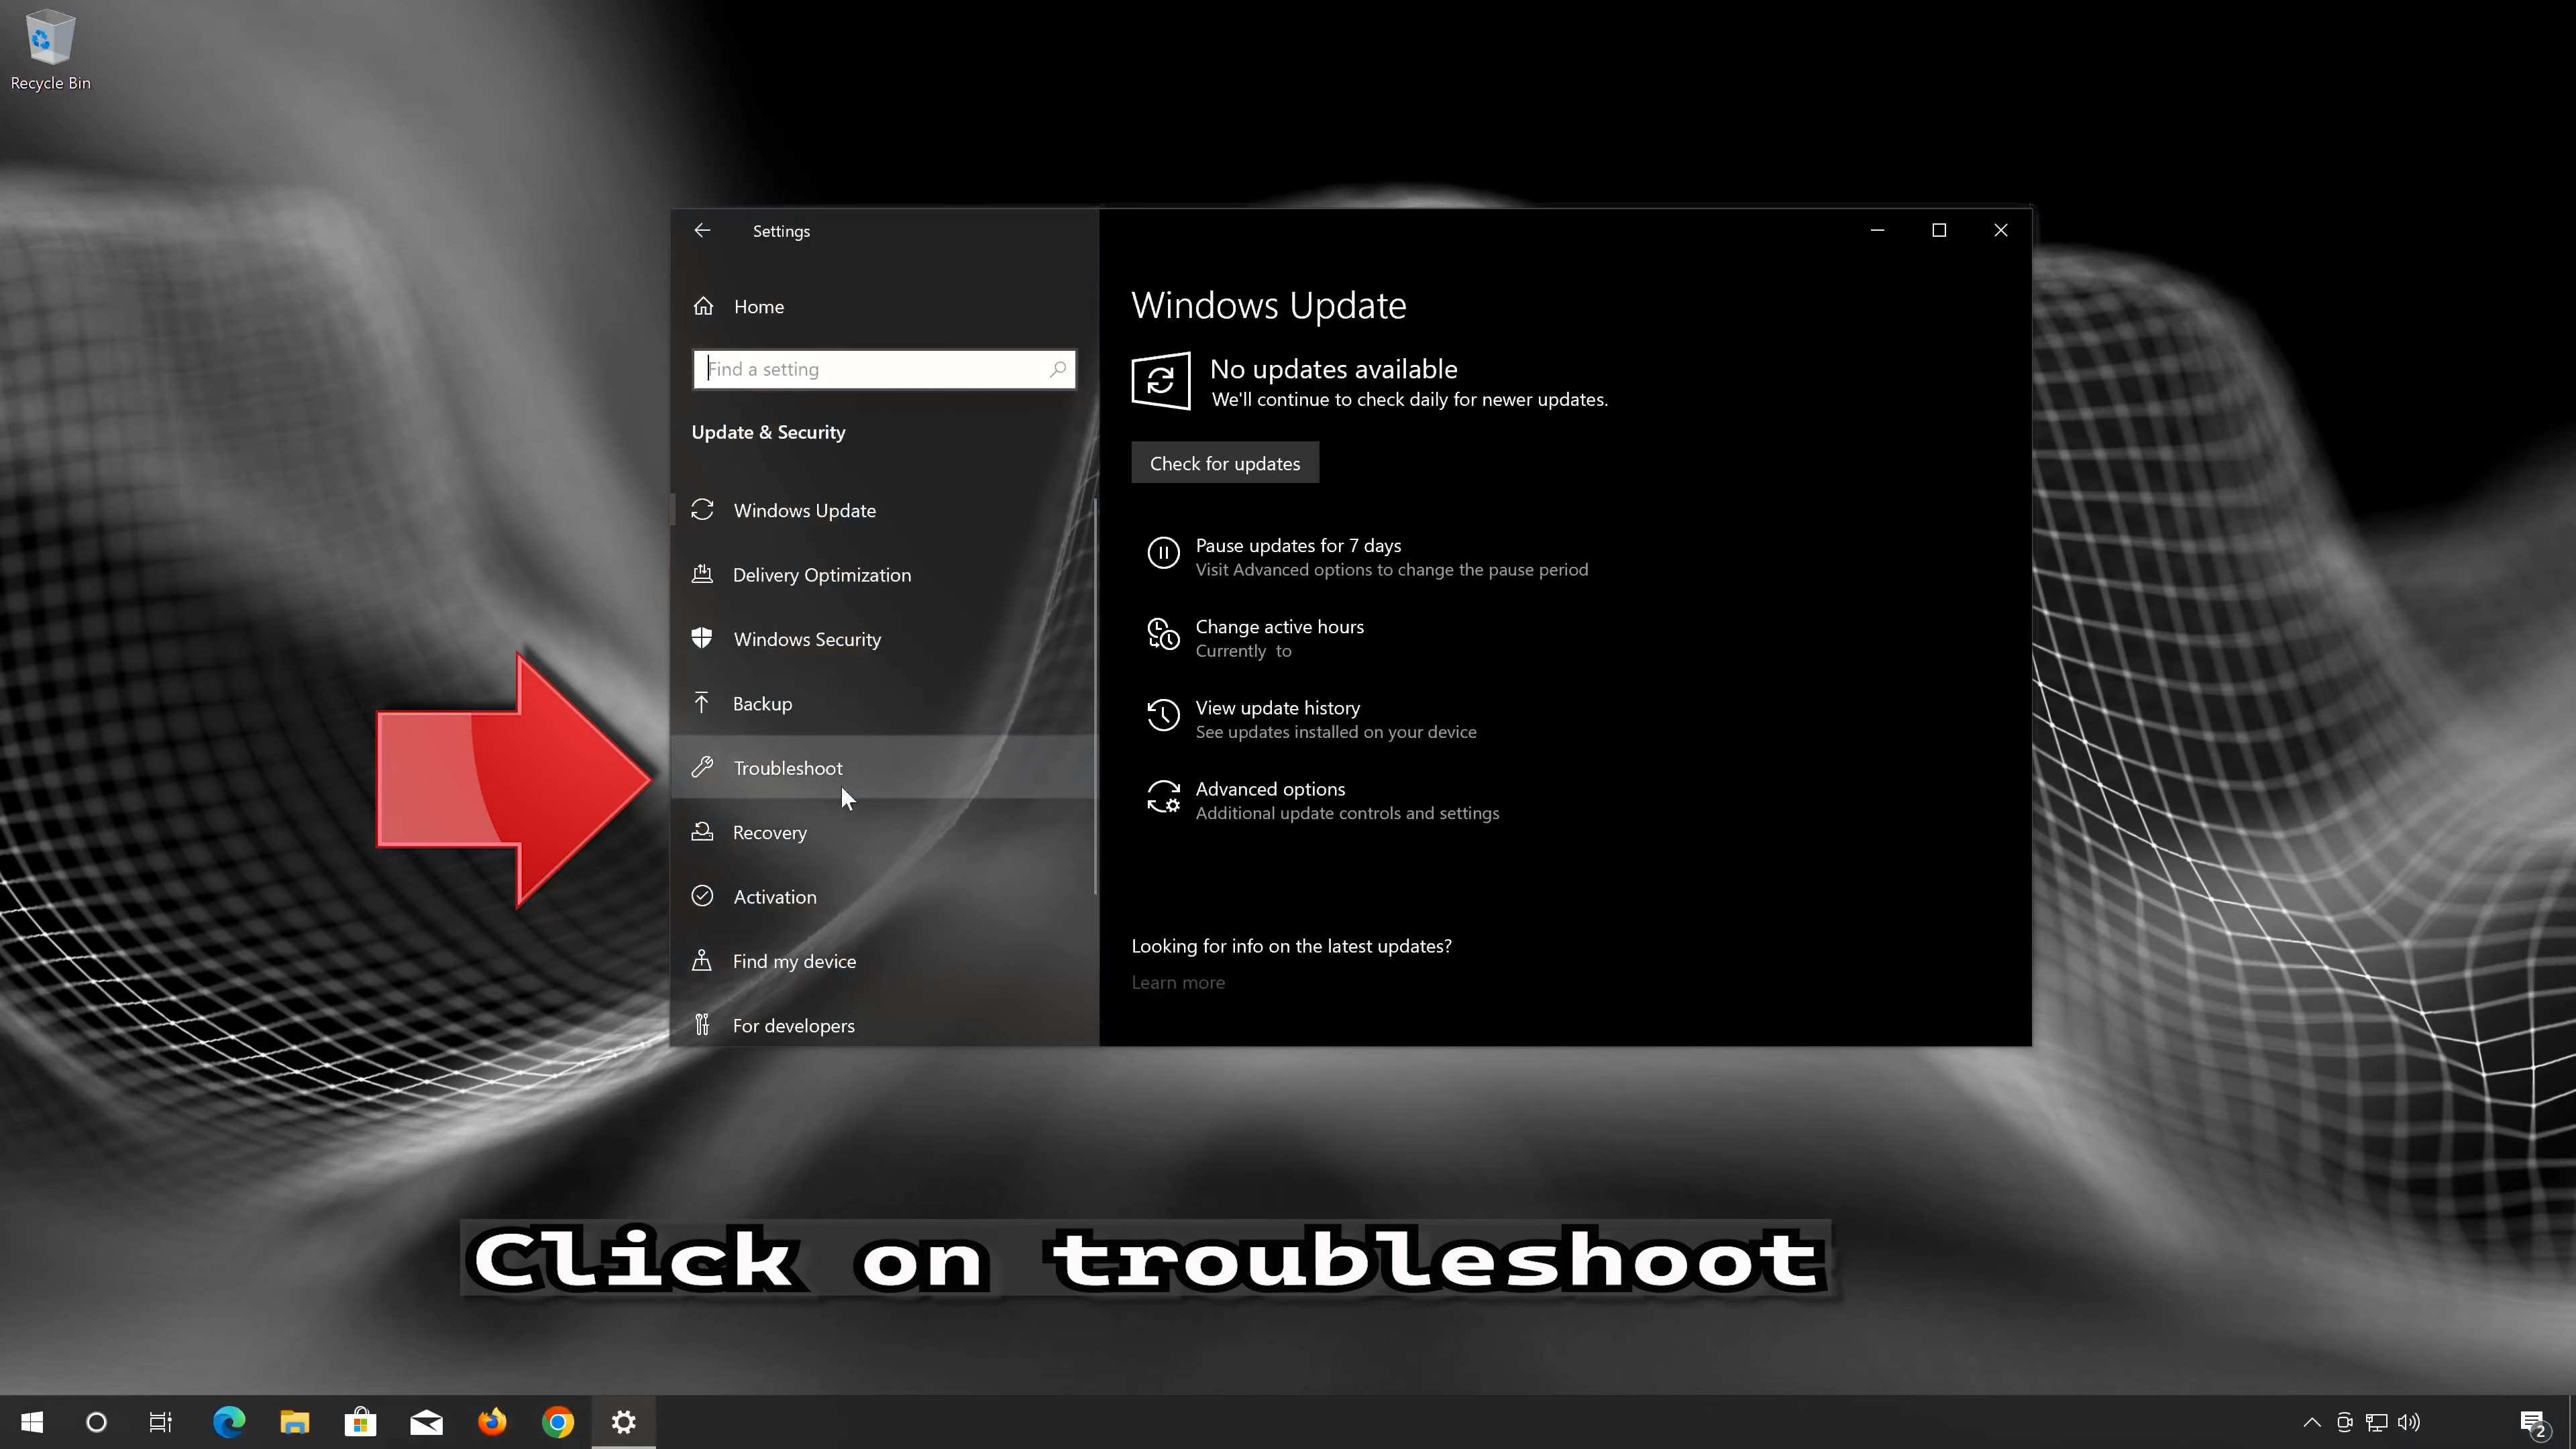 Recycle Bin
Settings
Home
Find a setting
Update & Security
Windows Update
Delivery Optimization
Windows Security
Backup
Troubleshoot
Recovery
Activation
Find my device
For developers
Windows Update
No updates available
We'll continue to check daily for newer updates.
Check for updates
Pause updates for 7 days
Visit Advanced options to change the pause period
Change active hours
Currently to
View update history
See updates installed on your device
Advanced options
Additional update controls and settings
Looking for info on the latest updates?
Learn more
Click on troubleshoot
2